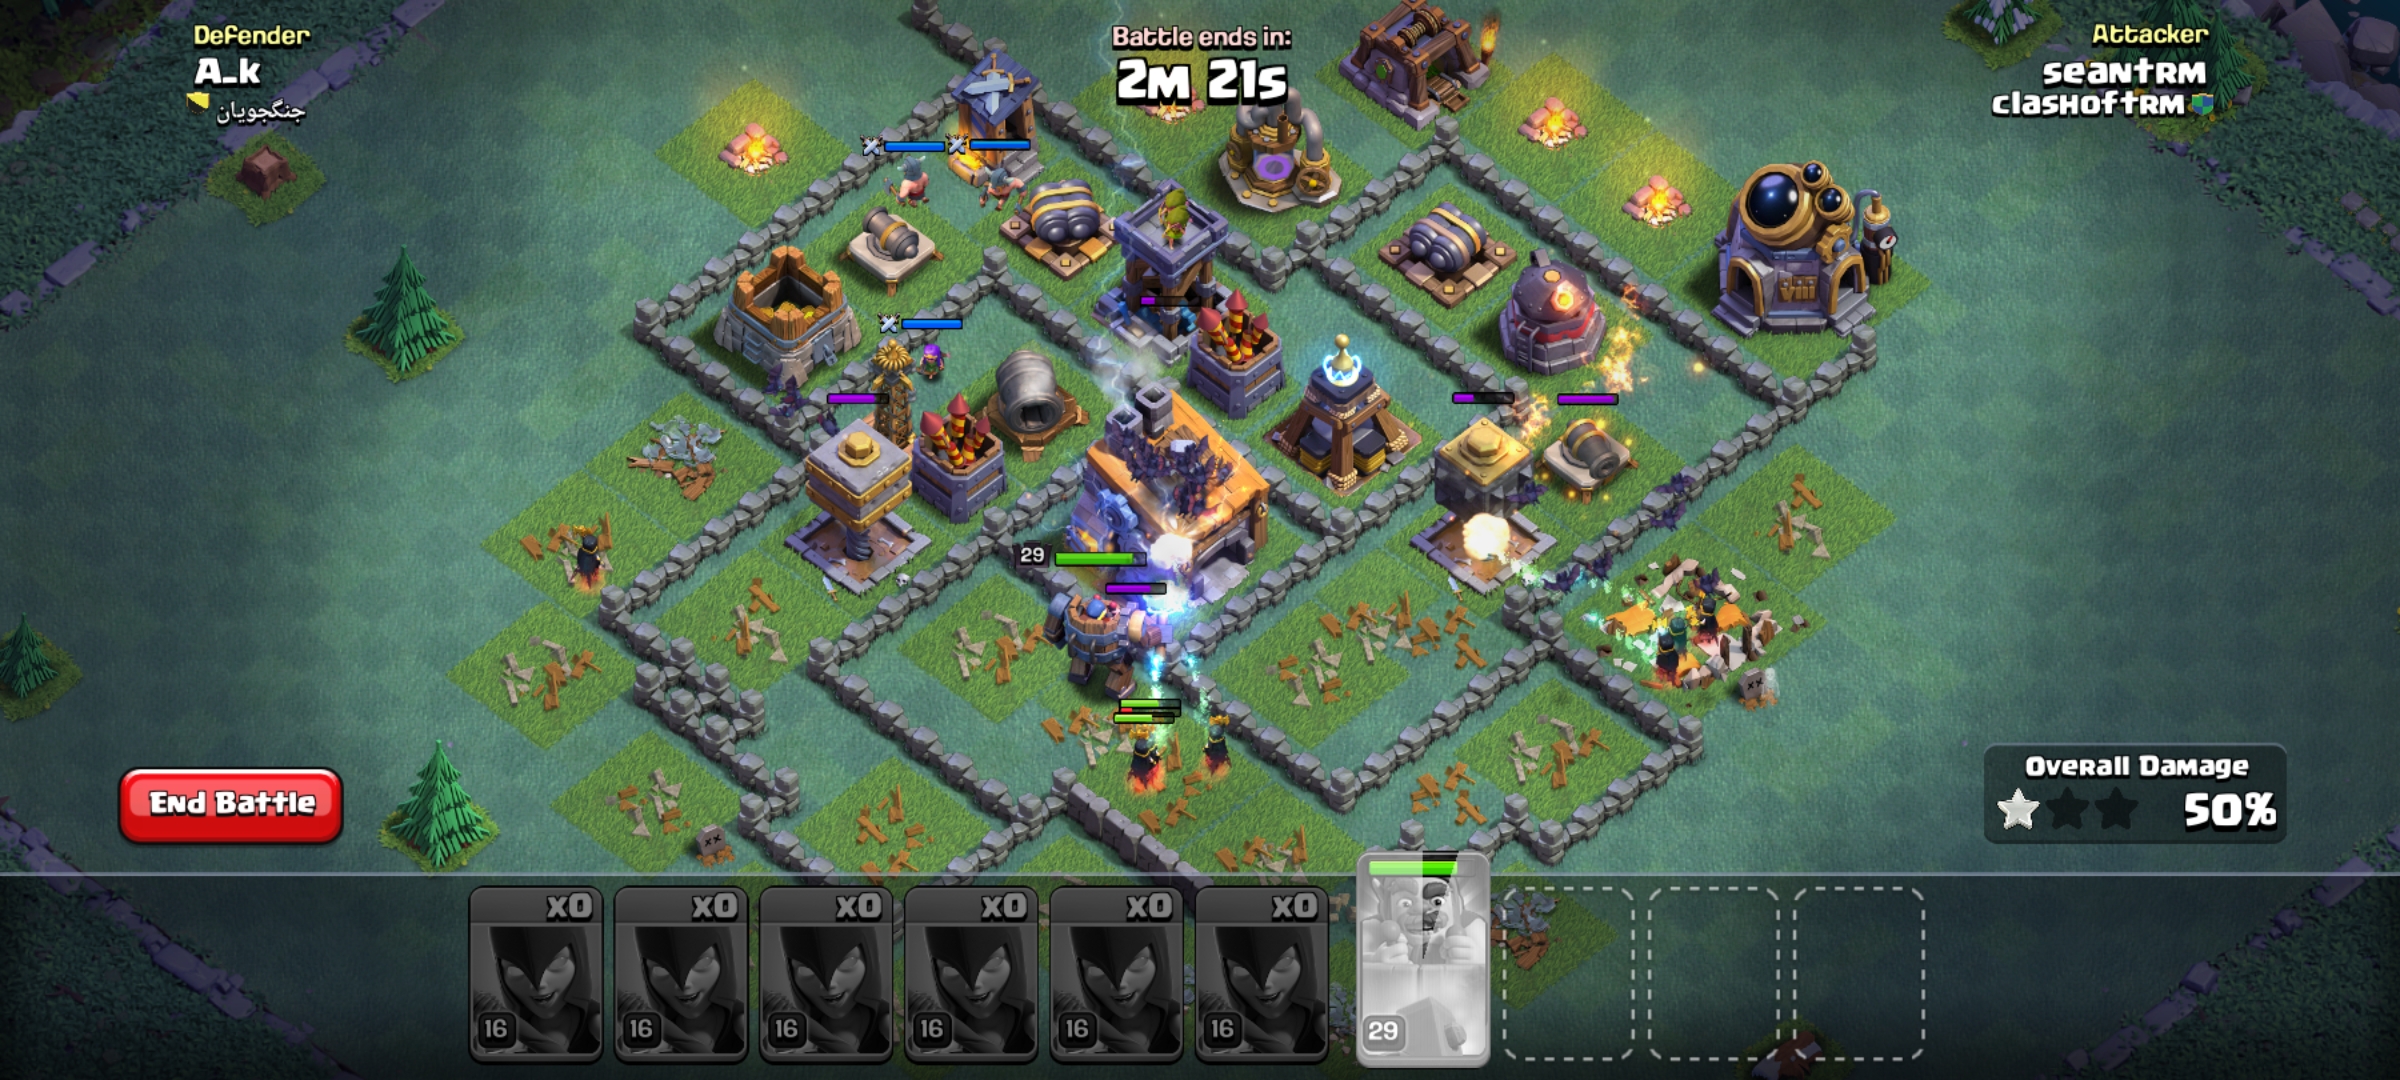 Defender
A_k
جنگجویان
Battle ends in:
2M 21s
Attacker
seantRM
clashoftRM
VIII
29
End Battle
Overall Damage
50%
x0 x0 x0 x0 x0 x0
16 16 16 16 16 16 29